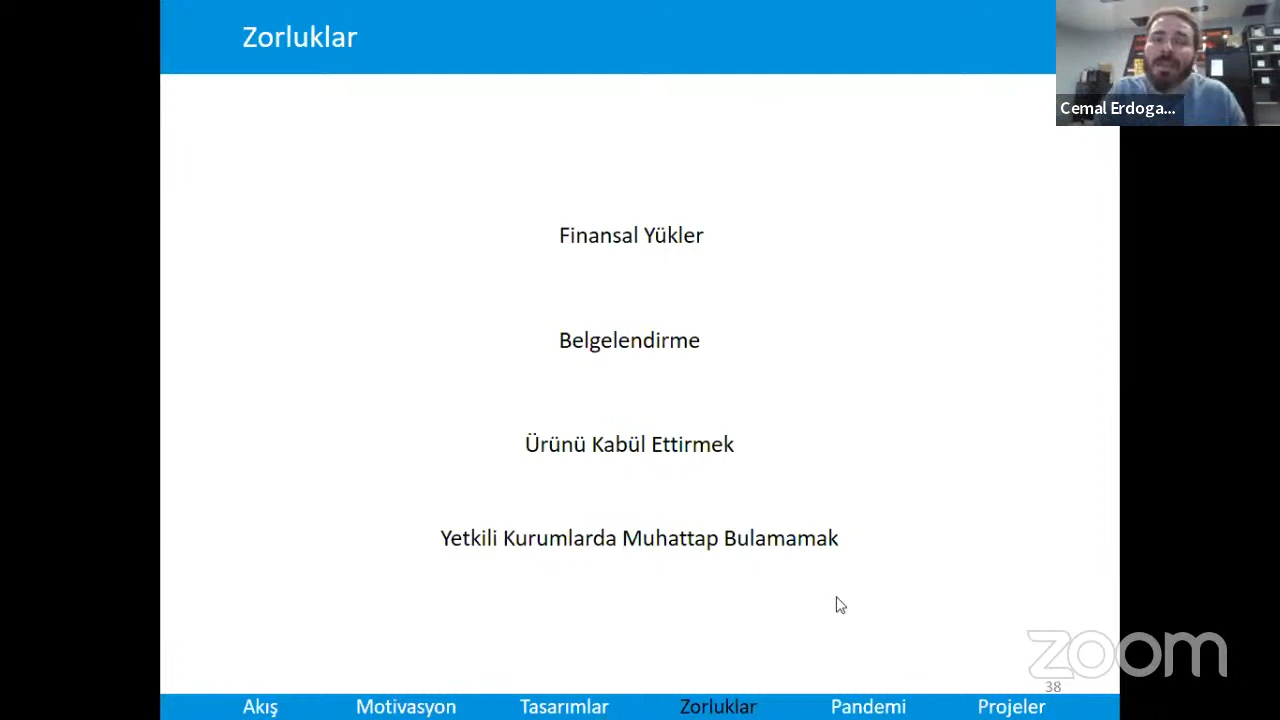 Zorluklar
Cemal Erdoga...
Finansal Yükler
Belgelendirme
Ürünü Kabül Ettirmek
Yetkili Kurumlarda Muhattap Bulamamak
zoom
38
Akış Motivasyon Tasarımlar Zorluklar Pandemi Projeler